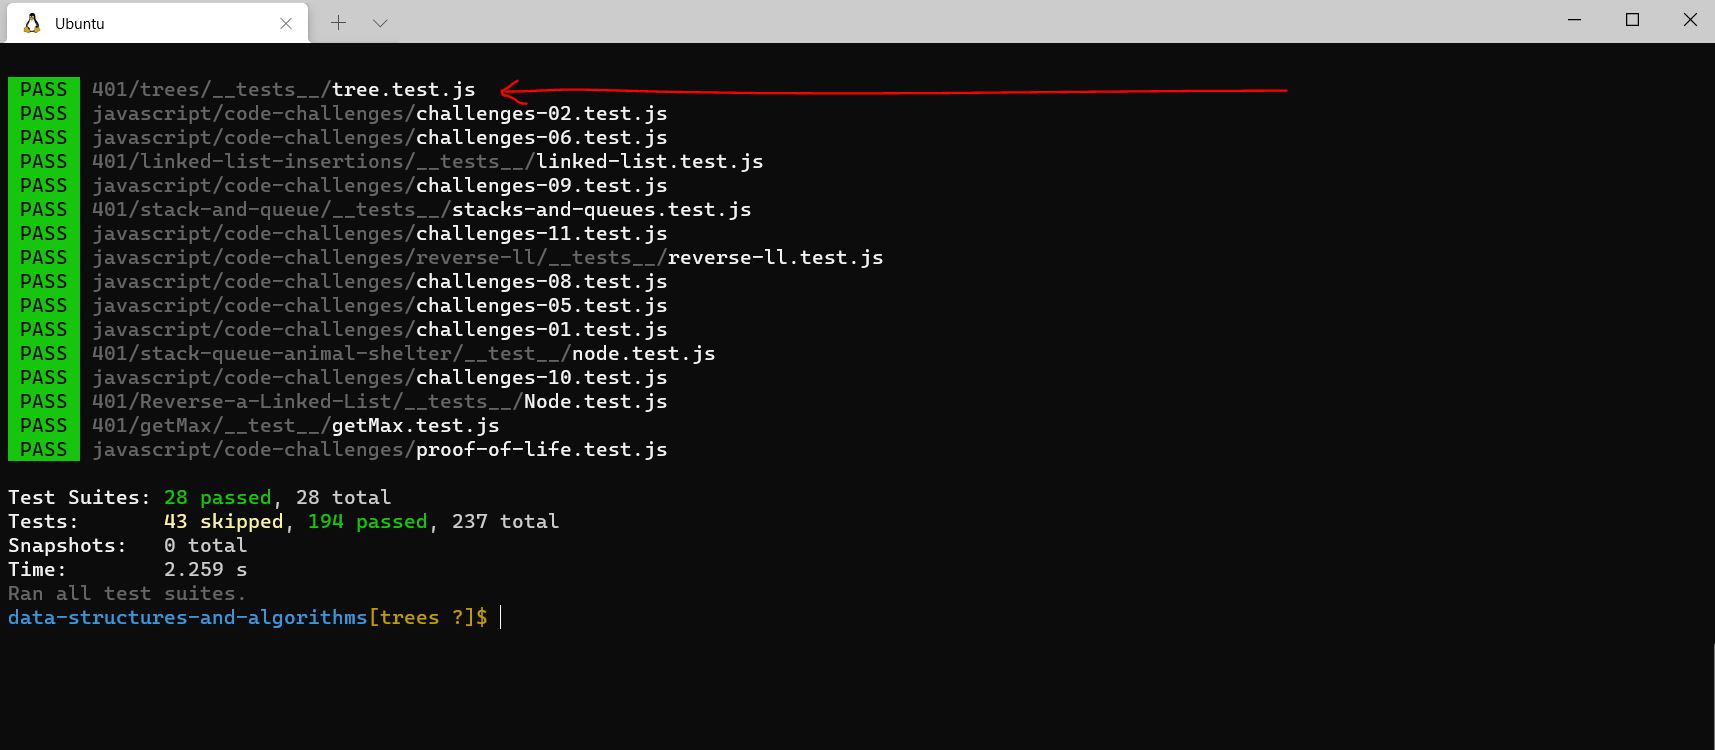 Ubuntu
PASS 401/trees/__tests__/tree.test.js
PASS javascript/code-challenges/challenges-02.test.js
PASS javascript/code-challenges/challenges-06.test.js
PASS 401/linked-list-insertions/__tests__/linked-list.test.js
PASS javascript/code-challenges/challenges-09.test.js
PASS 401/stack-and-queue/__tests__/stacks-and-queues.test.js
PASS javascript/code-challenges/challenges-11.test.js
PASS javascript/code-challenges/reverse-ll/__tests__/reverse-ll.test.js
PASS javascript/code-challenges/challenges-08.test.js
PASS javascript/code-challenges/challenges-05.test.js
PASS javascript/code-challenges/challenges-01.test.js
PASS 401/stack-queue-animal-shelter/__test__/node.test.js
PASS javascript/code-challenges/challenges-10.test.js
PASS 401/Reverse-a-Linked-List/__tests__/Node.test.js
PASS 401/getMax/__test__/getMax.test.js
PASS javascript/code-challenges/proof-of-life.test.js
Test Suites: 28 passed, 28 total
Tests: 43 skipped, 194 passed, 237 total
Snapshots: 0 total
Time: 2.259 s
Ran all test suites.
data-structures-and-algorithms[trees ?]$